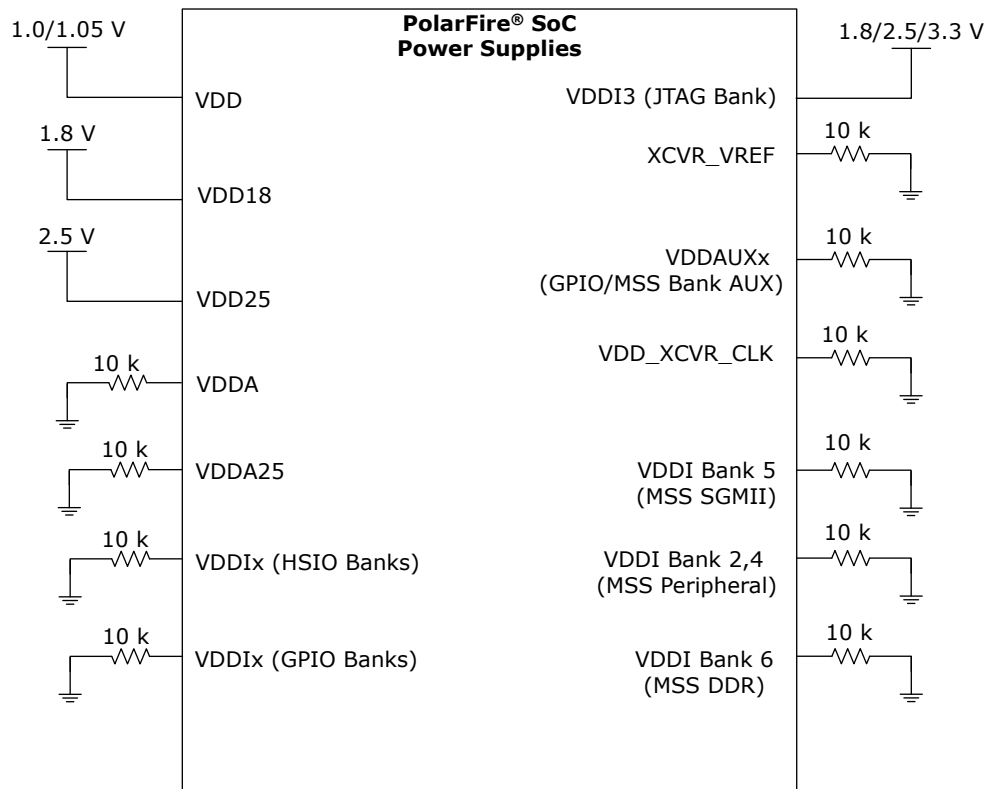 PolarFire® SoC
Power Supplies
1.0/1.05 V
VDD
1.8 V
VDD18
2.5 V
VDD25
10 k
VDDA
10 k
VDDA25
10 k
VDDIx (HSIO Banks)
10 k
VDDIx (GPIO Banks)
1.8/2.5/3.3 V
VDDI3 (JTAG Bank)
10 k
XCVR_VREF
10 k
VDDAUXx
(GPIO/MSS Bank AUX)
10 k
VDD_XCVR_CLK
10 k
VDDI Bank 5
(MSS SGMII)
10 k
VDDI Bank 2,4
(MSS Peripheral)
10 k
VDDI Bank 6
(MSS DDR)